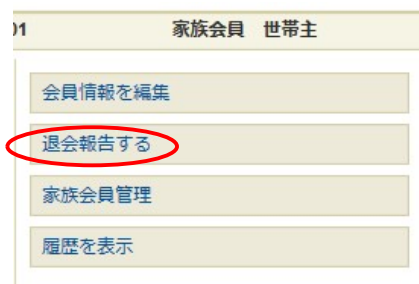 01 家族会員 世帯主
会員情報を編集
退会報告する
家族会員管理
履歴を表示